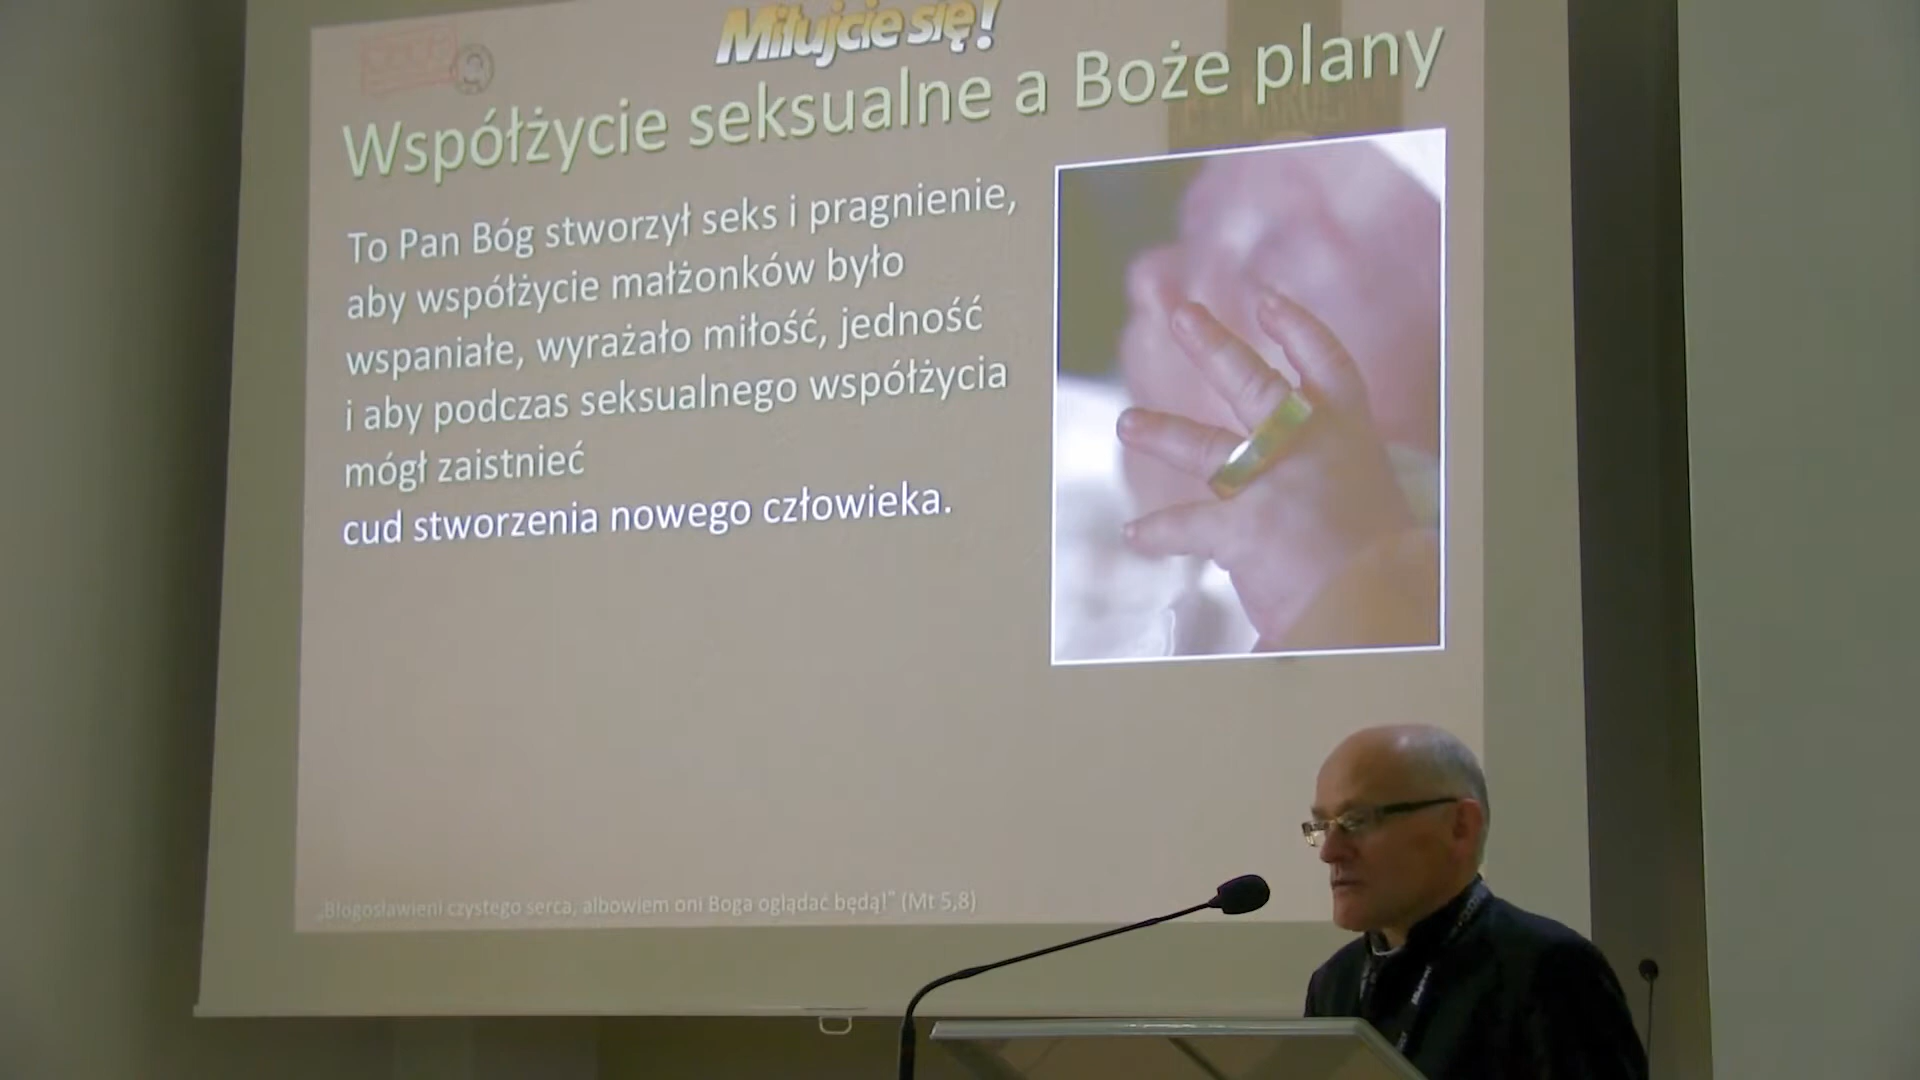 Miłujcie się!
Współżycie seksualne a Boże plany
To Pan Bóg stworzył seks i pragnienie,
aby współżycie małżonków było
wspaniałe, wyrażało miłość, jedność
i aby podczas seksualnego współżycia
mógł zaistnieć
cud stworzenia nowego człowieka.
„Błogosławieni czystego serca, albowiem oni Boga oglądać będą!” (Mt 5,8)